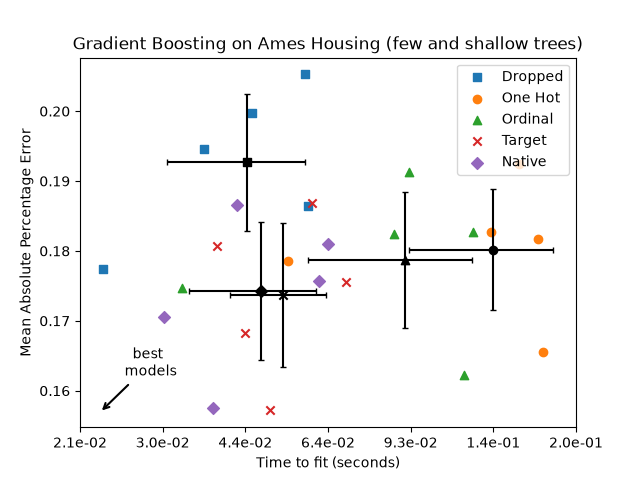 Gradient Boosting on Ames Housing (few and shallow trees)
Mean Absolute Percentage Error
0.20
0.19
0.18
0.17
0.16
Dropped
One Hot
Ordinal
Target
Native
best
models
2.1e-02 3.0e-02 4.4e-02 6.4e-02 9.3e-02 1.4e-01 2.0e-01
Time to fit (seconds)